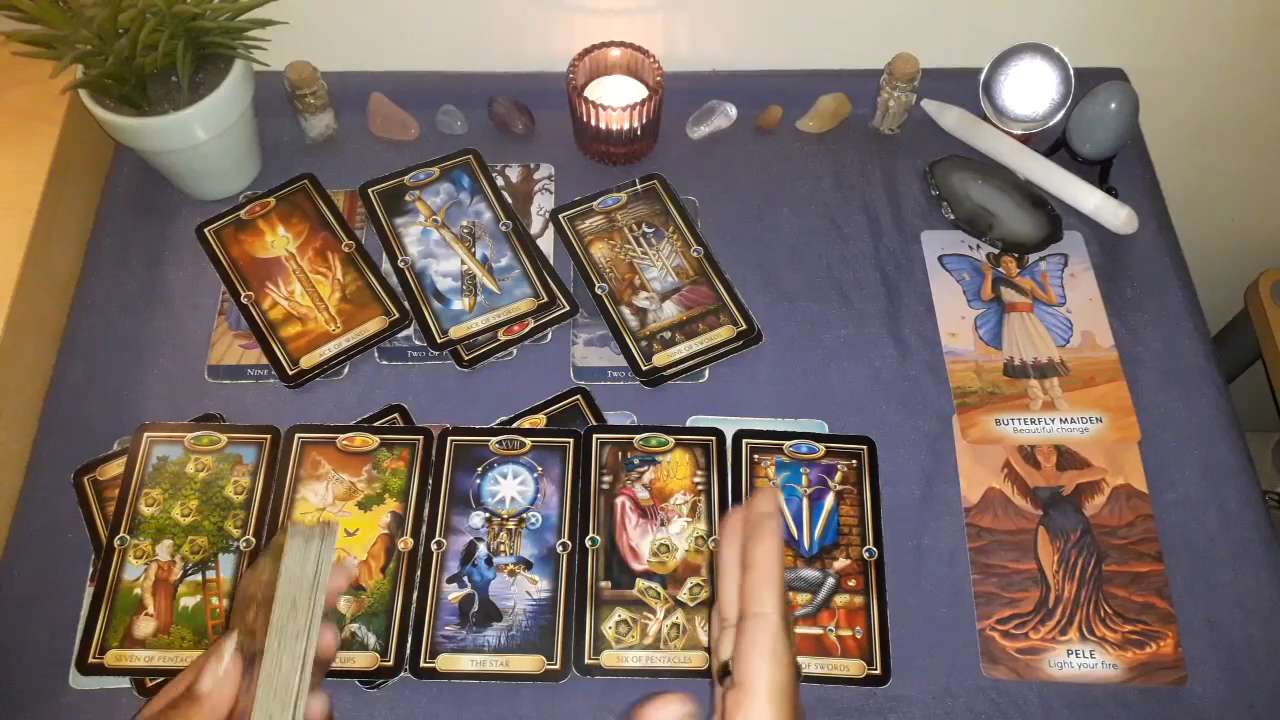 ACE OF WANDS
ACE OF SWORDS
NINE OF SWORDS
NINE
TWO OF
TWO
BUTTERFLY MAIDEN
Beautiful change
XVII
SEVEN OF PENTAC
CUPS
THE STAR
SIX OF PENTACLES
OF SWORDS
PELE
Light your fire